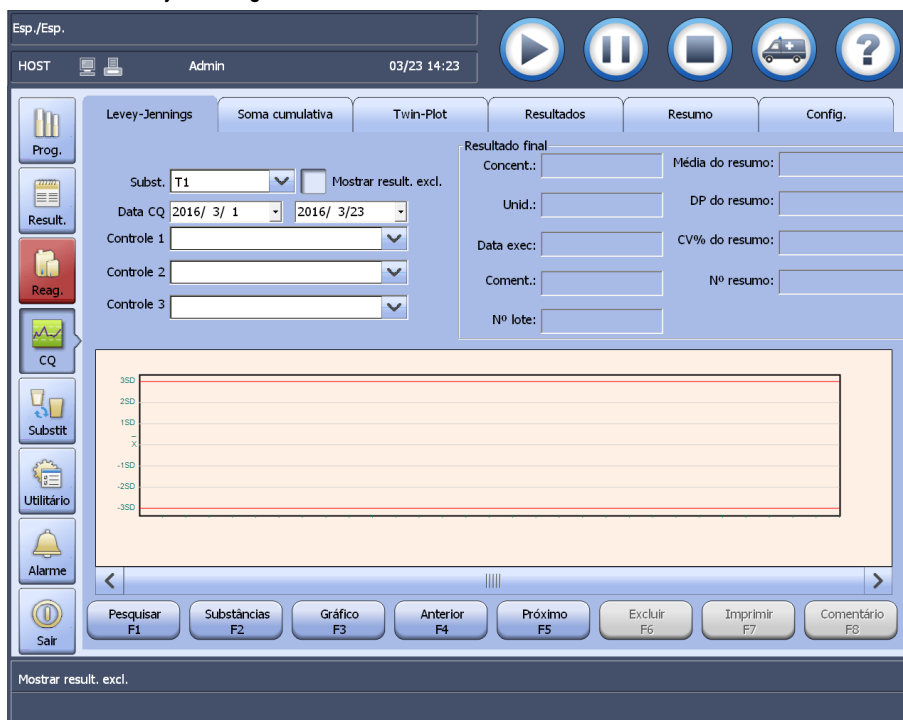 Esp./Esp.
HOST Admin 03/23 14:23
?
Levey-Jennings Soma cumulativa Twin-Plot Resultados Resumo Config.
Prog.
Result.
Reag.
CQ
Substit
Utilitário
Alarme
Sair
Subst. T1 Mostrar result. excl.
Data CQ 2016/ 3/ 1 2016/ 3/23
Controle 1
Controle 2
Controle 3
Resultado final
Concent.: Média do resumo:
Unid.: DP do resumo:
Data exec: CV% do resumo:
Coment.: Nº resumo:
Nº lote:
3SD
2SD
1SD
X̅
-1SD
-2SD
-3SD
Pesquisar Substâncias Gráfico Anterior Próximo Excluir Imprimir Comentário
F1 F2 F3 F4 F5 F6 F7 F8
Mostrar result. excl.